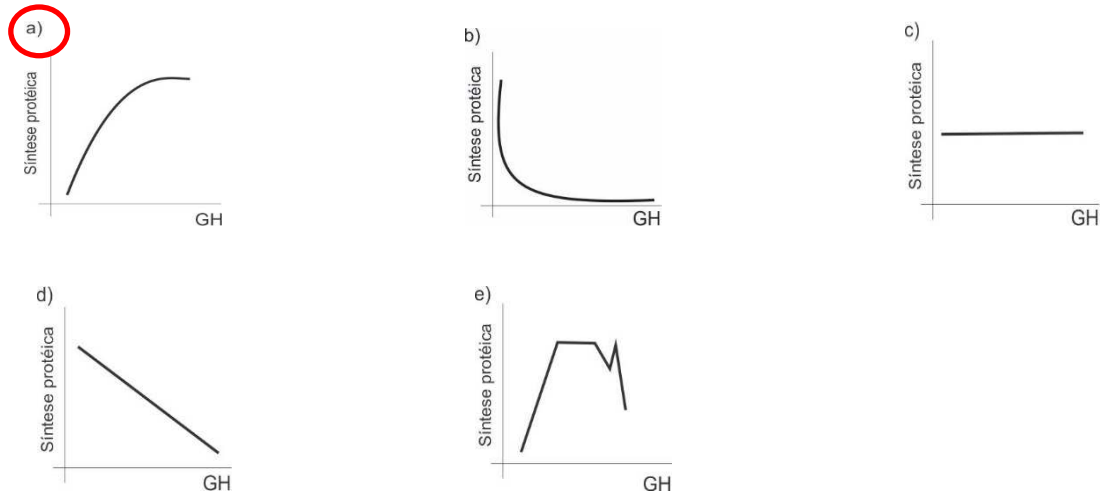 a)
Síntese protéica
GH
b)
Síntese protéica
GH
c)
Síntese protéica
GH
d)
Síntese protéica
GH
e)
Síntese protéica
GH